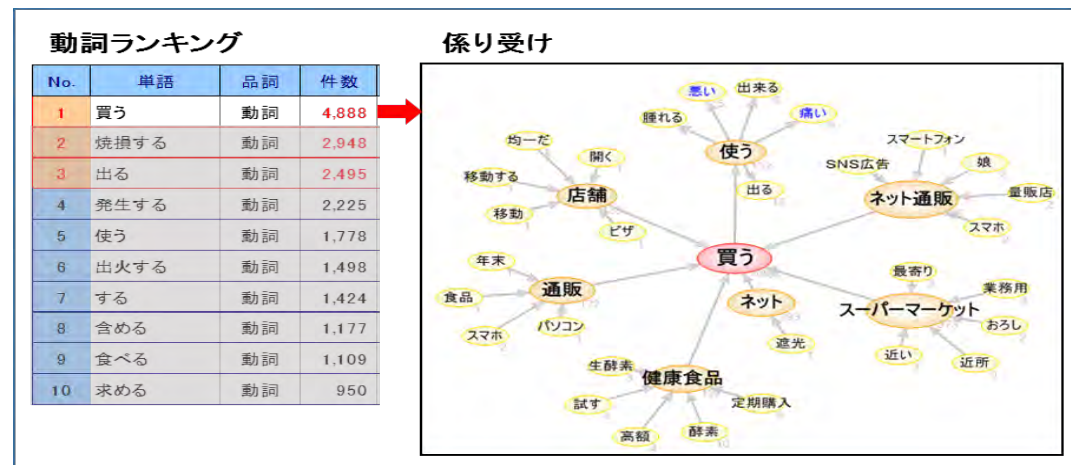 動詞ランキング
No. 単語 品詞 件数
1 買う 動詞 4,888
2 焼損する 動詞 2,948
3 出る 動詞 2,495
4 発生する 動詞 2,225
5 使う 動詞 1,778
6 出火する 動詞 1,498
7 する 動詞 1,424
8 含める 動詞 1,177
9 食べる 動詞 1,109
10 求める 動詞 950
係り受け
悪い 出来る
腫れる 痛い
使う
出る
均一だ
開く
移動する
店舗
移動
ピザ
スマートフォン
SNS広告 娘
ネット通販 量販店
スマホ
買う
年末
食品 通販
スマホ パソコン
ネット
遮光
最寄り
業務用
スーパーマーケット
おろし
近い 近所
生酵素
健康食品
試す 定期購入
高額 酵素